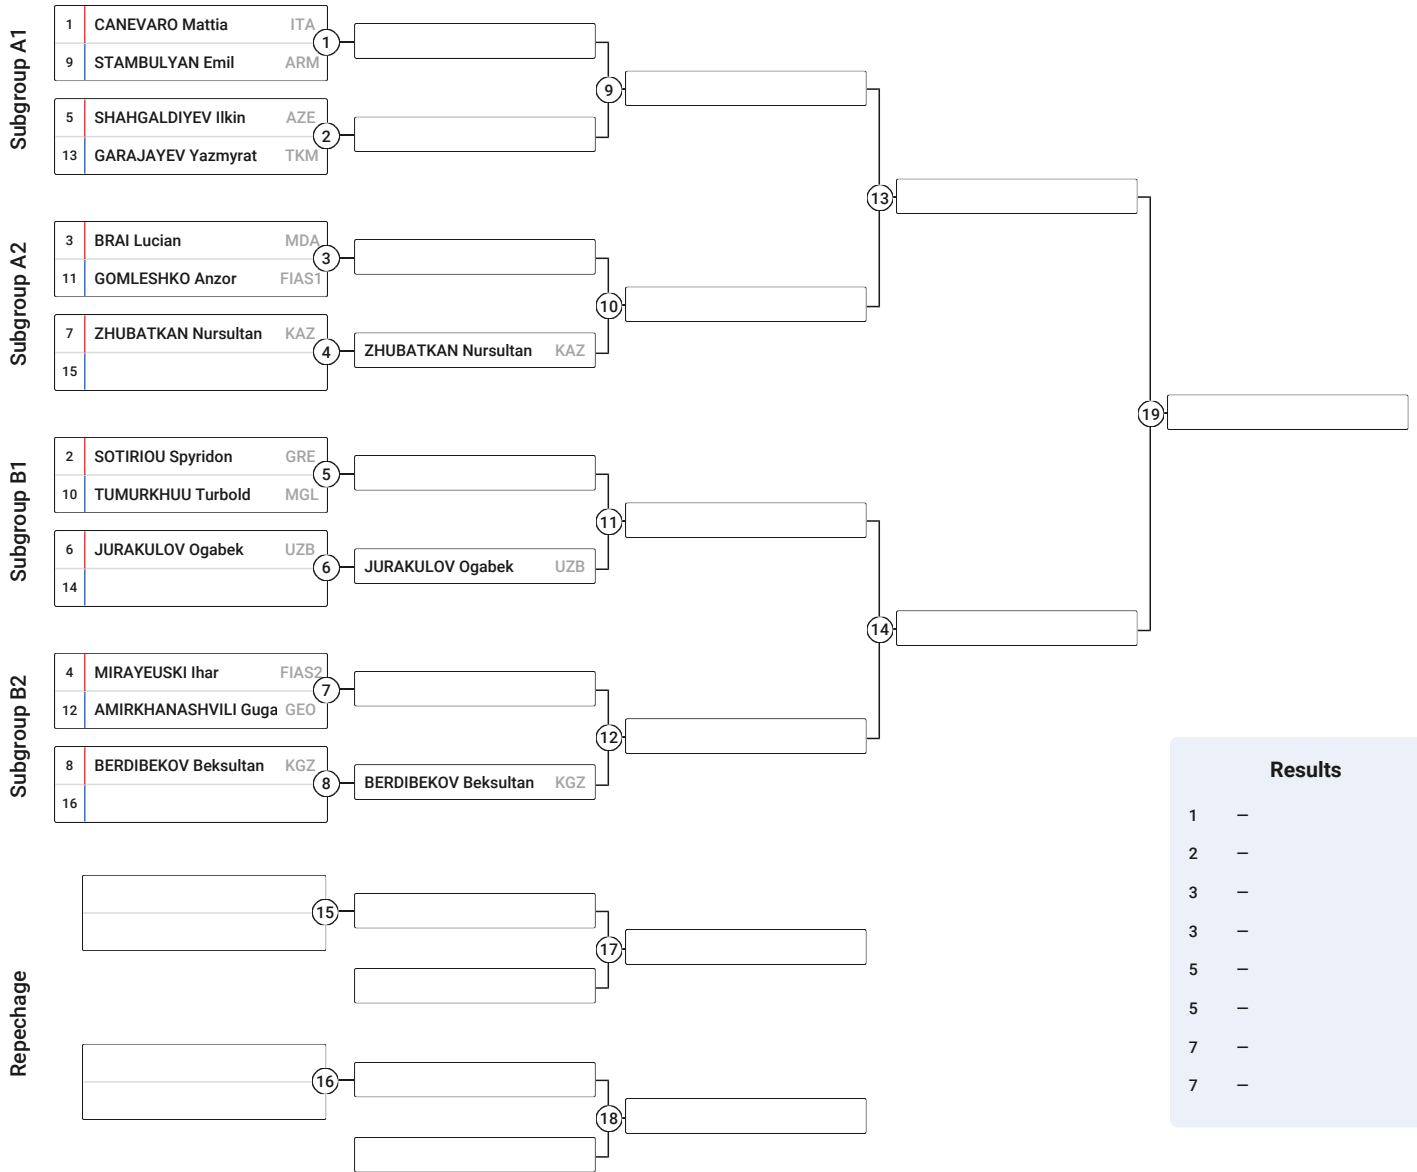 Subgroup A1
1 CANEVARO Mattia ITA
9 STAMBULYAN Emil ARM
1
5 SHAHGALDIYEV Ilkin AZE
13 GARAJAYEV Yazmyrat TKM
2
9
Subgroup A2
3 BRAI Lucian MDA
11 GOMLESHKO Anzor FIAS1
3
7 ZHUBATKAN Nursultan KAZ
15
4
ZHUBATKAN Nursultan KAZ
10
13
Subgroup B1
2 SOTIRIOU Spyridon GRE
10 TUMURKHUU Turbold MGL
5
6 JURAKULOV Ogabek UZB
14
6
JURAKULOV Ogabek UZB
11
Subgroup B2
4 MIRAYEUSKI Ihar FIAS2
12 AMIRKHANASHVILI Guga GEO
7
8 BERDIBEKOV Beksultan KGZ
16
8
BERDIBEKOV Beksultan KGZ
12
14
19
Repechage
15
17
16
18
Results
1 –
2 –
3 –
3 –
5 –
5 –
7 –
7 –